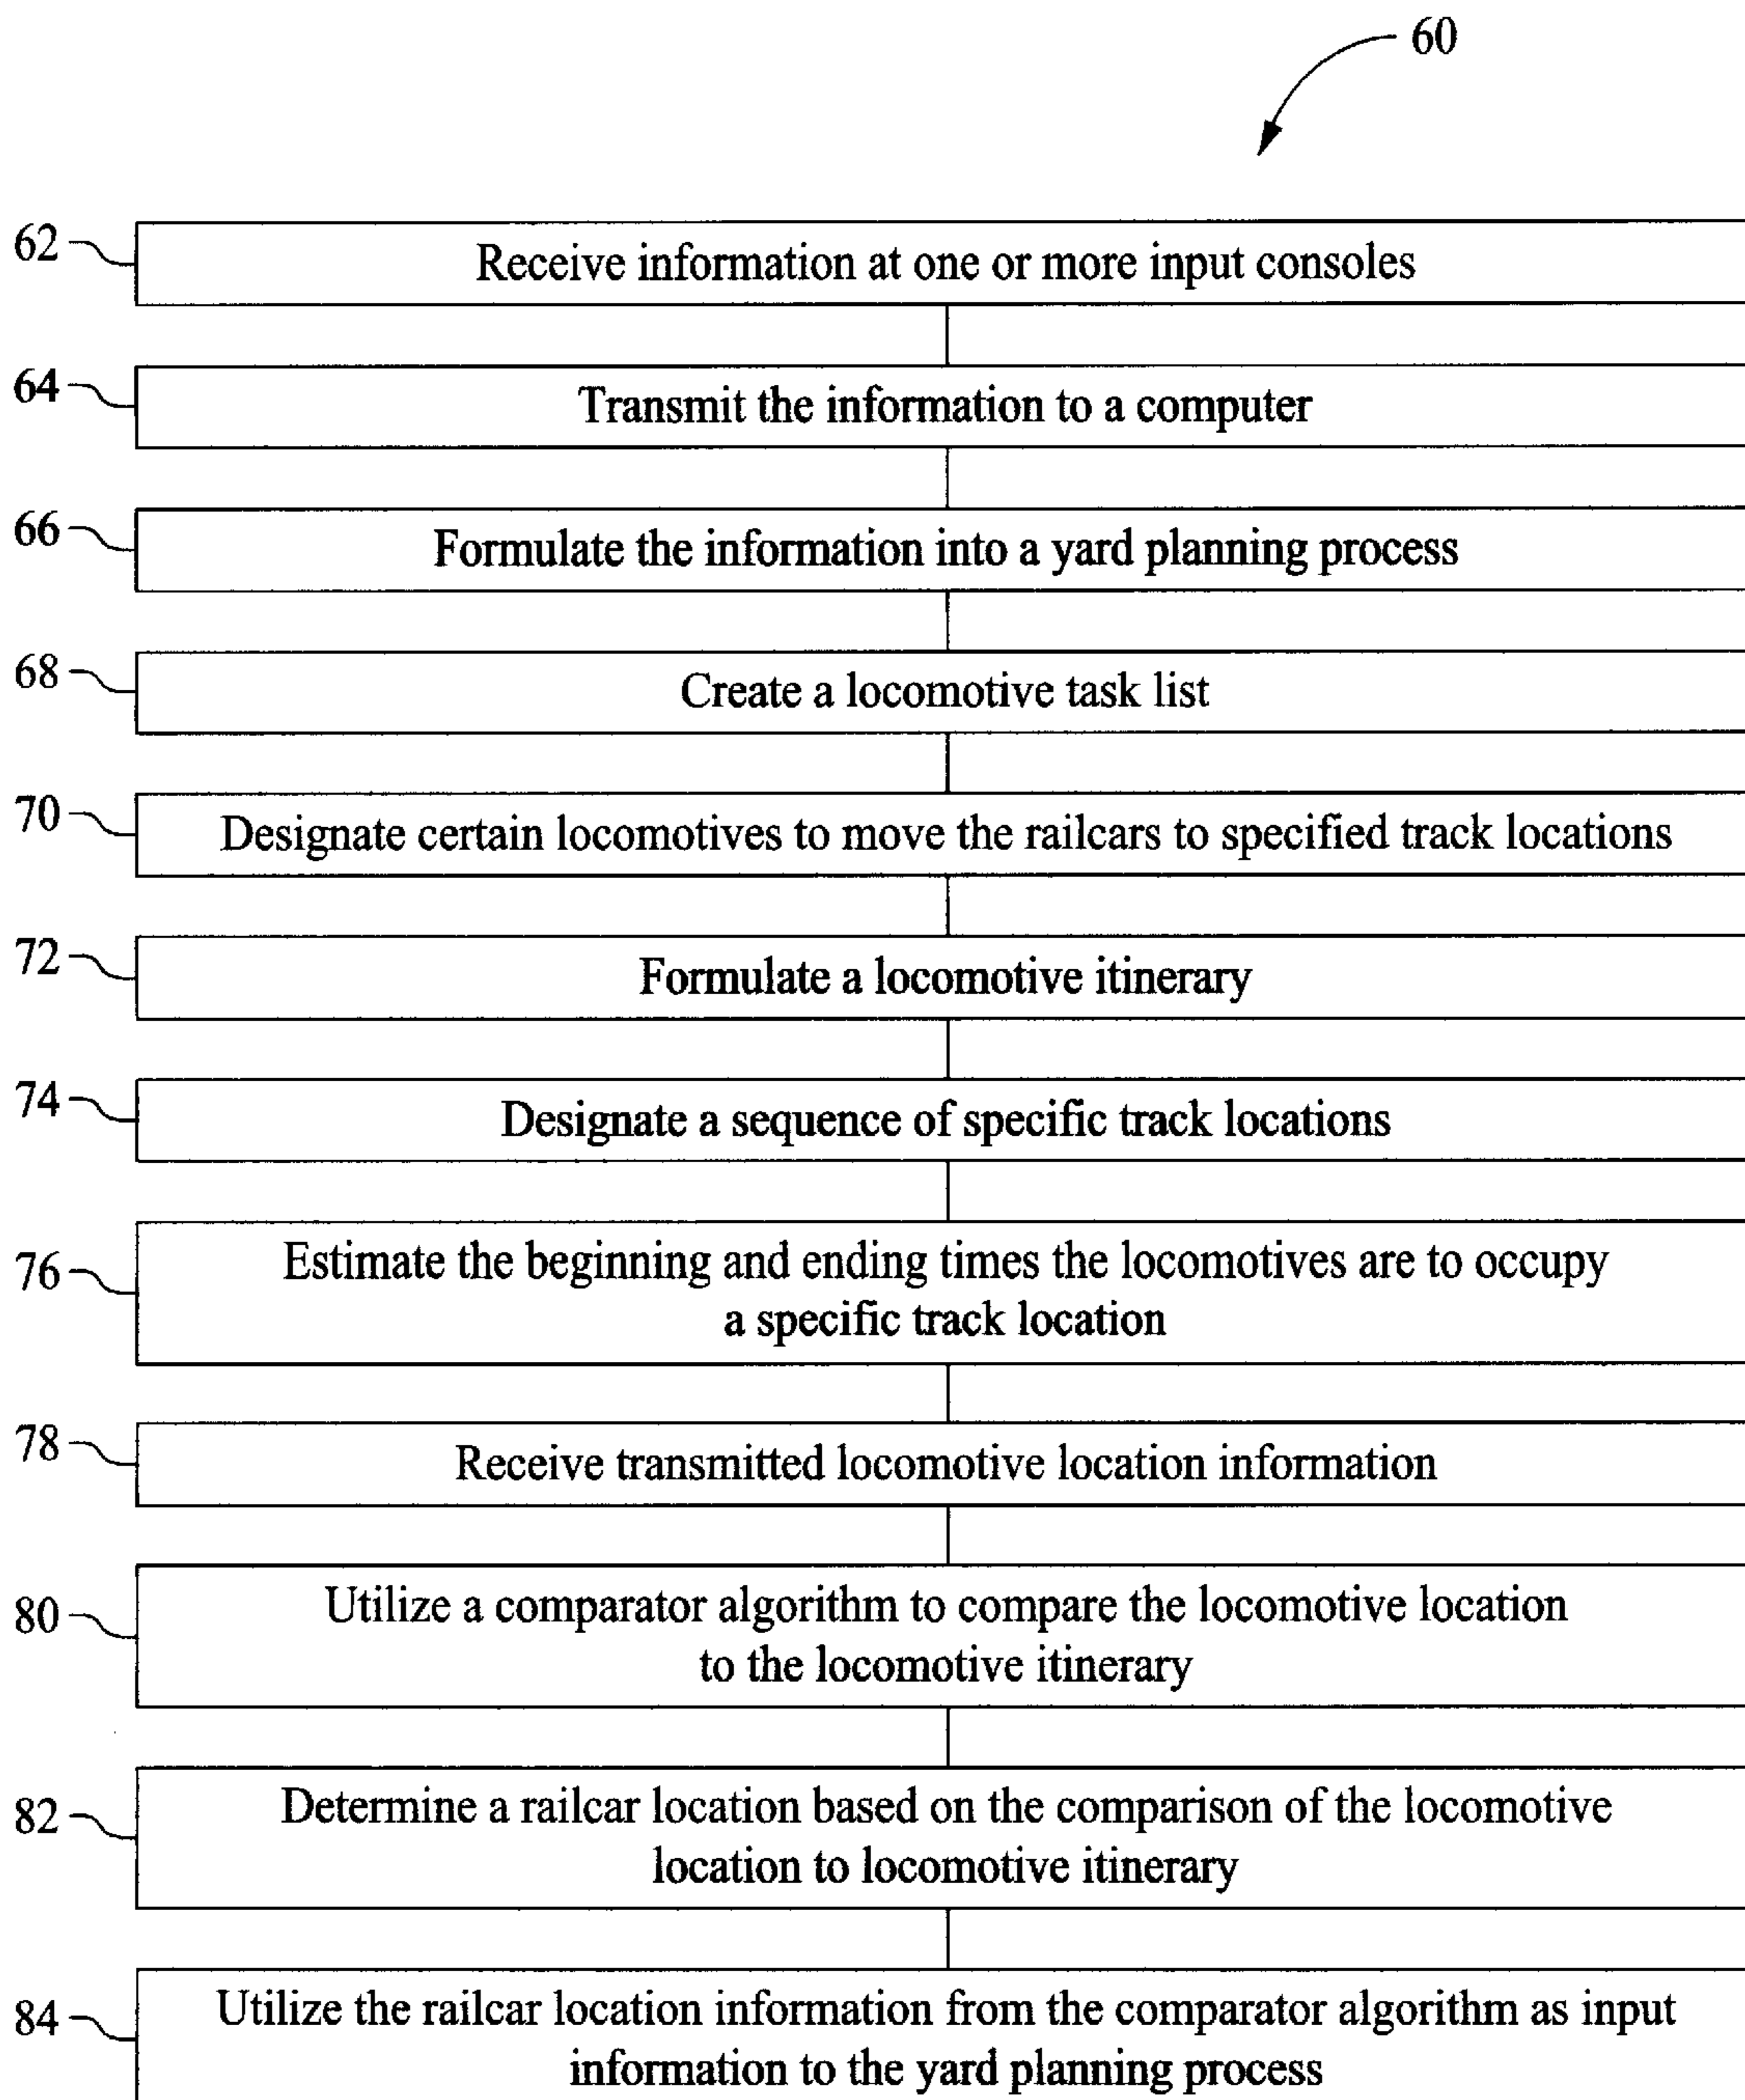 60
62
Receive information at one or more input consoles
64
Transmit the information to a computer
66
Formulate the information into a yard planning process
68
Create a locomotive task list
70
Designate certain locomotives to move the railcars to specified track locations
72
Formulate a locomotive itinerary
74
Designate a sequence of specific track locations
76
Estimate the beginning and ending times the locomotives are to occupy
a specific track location
78
Receive transmitted locomotive location information
80
Utilize a comparator algorithm to compare the locomotive location
to the locomotive itinerary
82
Determine a railcar location based on the comparison of the locomotive
location to locomotive itinerary
84
Utilize the railcar location information from the comparator algorithm as input
information to the yard planning process